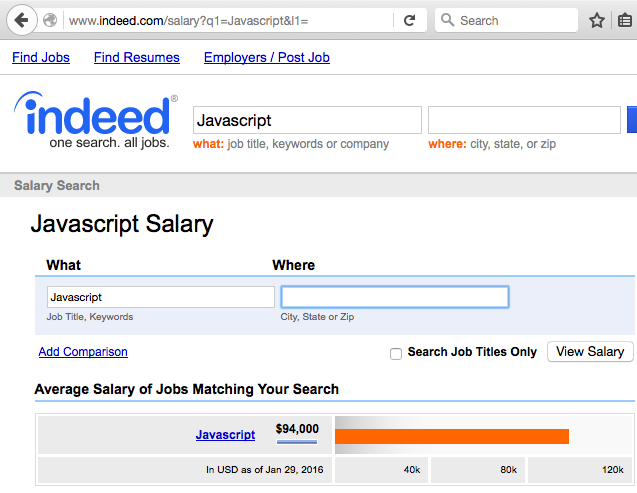 www.indeed.com/salary?q1=Javascript&l1=
Search
Find Jobs Find Resumes Employers / Post Job
indeed®
one search. all jobs.
Javascript
what: job title, keywords or company where: city, state, or zip
Salary Search
Javascript Salary
What Where
Javascript
Job Title, Keywords City, State or Zip
Add Comparison Search Job Titles Only View Salary
Average Salary of Jobs Matching Your Search
Javascript $94,000
In USD as of Jan 29, 2016 40k 80k 120k